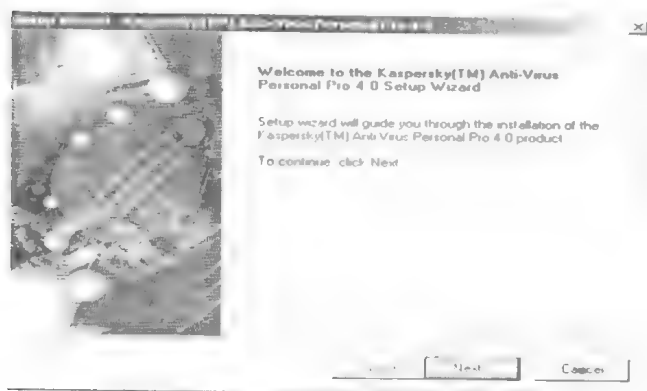 Welcome to the Kaspersky(TM) Anti-Virus
Personal Pro 4.0 Setup Wizard
Setup wizard will guide you through the installation of the
Kaspersky(TM) Anti-Virus Personal Pro 4.0 product
To continue, click Next
Next
Cancel